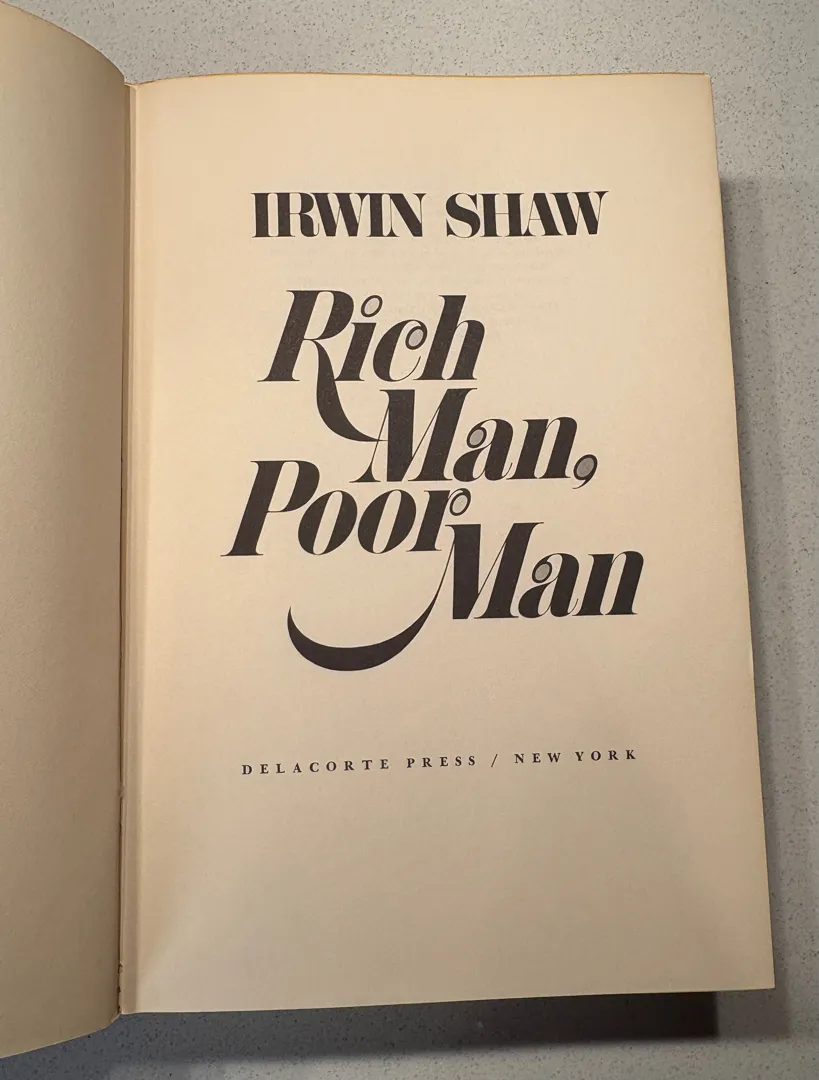 IRWIN SHAW
Rich
Man,
Poor
Man
DELACORTE PRESS / NEW YORK